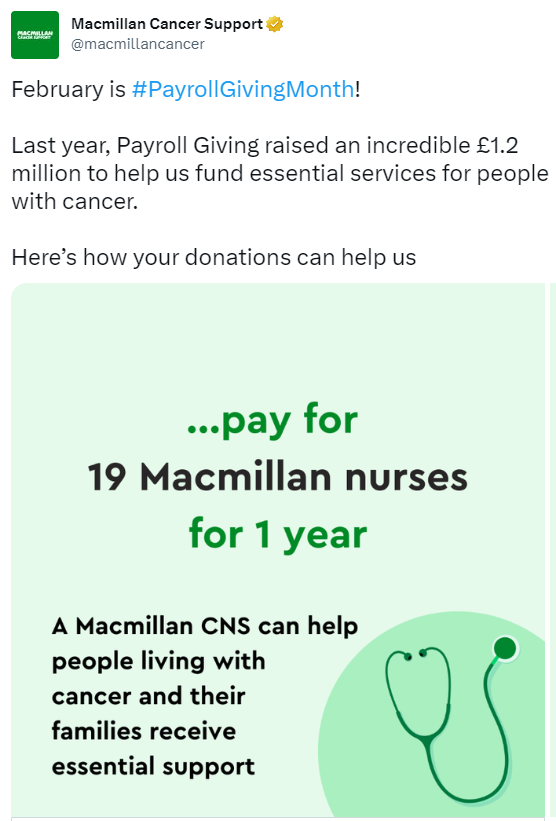 MACMILLAN
CANCER SUPPORT
Macmillan Cancer Support
@macmillancancer
February is #PayrollGivingMonth!
Last year, Payroll Giving raised an incredible £1.2
million to help us fund essential services for people
with cancer.
Here’s how your donations can help us
...pay for
19 Macmillan nurses
for 1 year
A Macmillan CNS can help
people living with
cancer and their
families receive
essential support